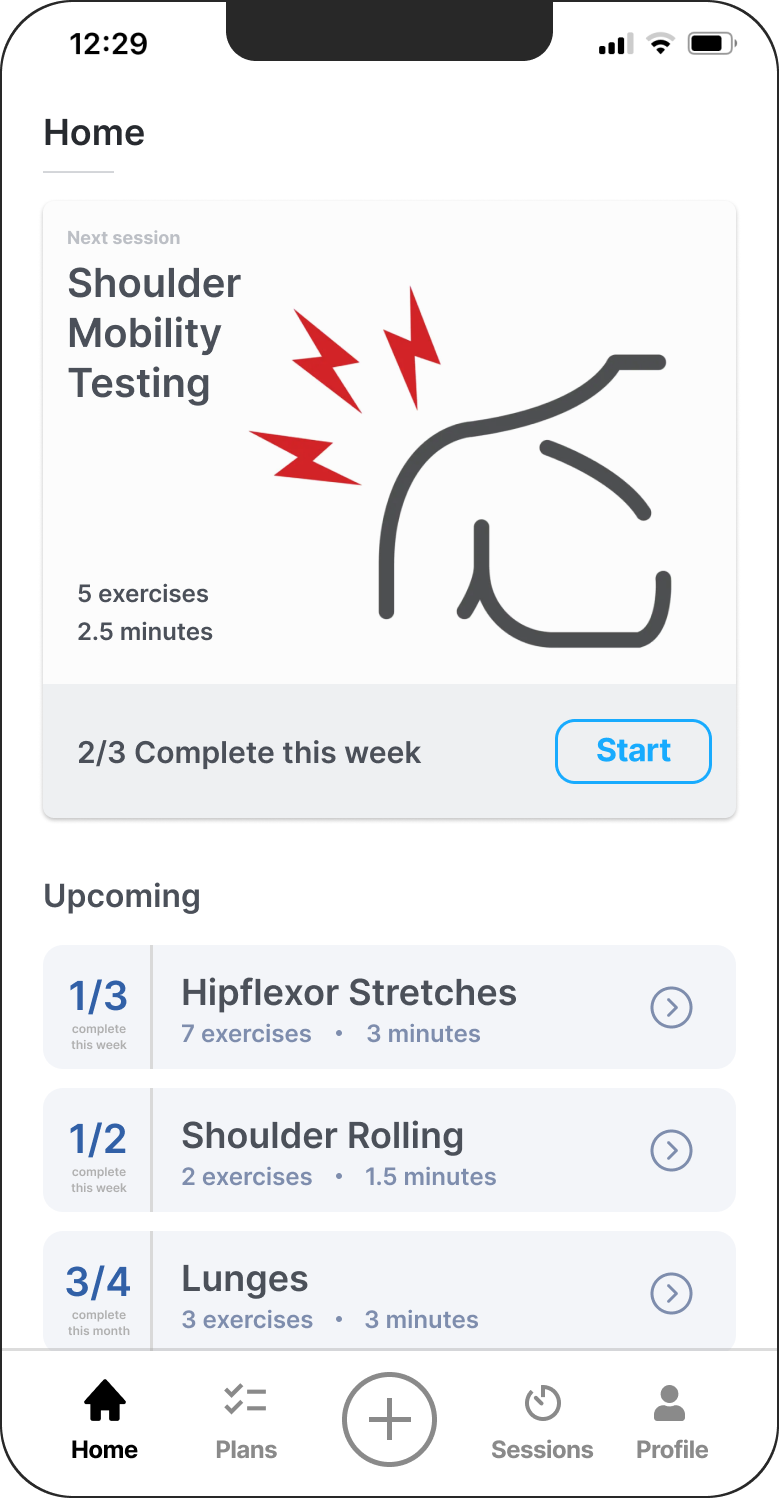 12:29
Home
Next session
Shoulder
Mobility
Testing
5 exercises
2.5 minutes
2/3 Complete this week
Start
Upcoming
1/3
complete
this week
Hipflexor Stretches
7 exercises • 3 minutes
1/2
complete
this week
Shoulder Rolling
2 exercises • 1.5 minutes
3/4
complete
this month
Lunges
3 exercises • 3 minutes
Home
Plans
Sessions
Profile